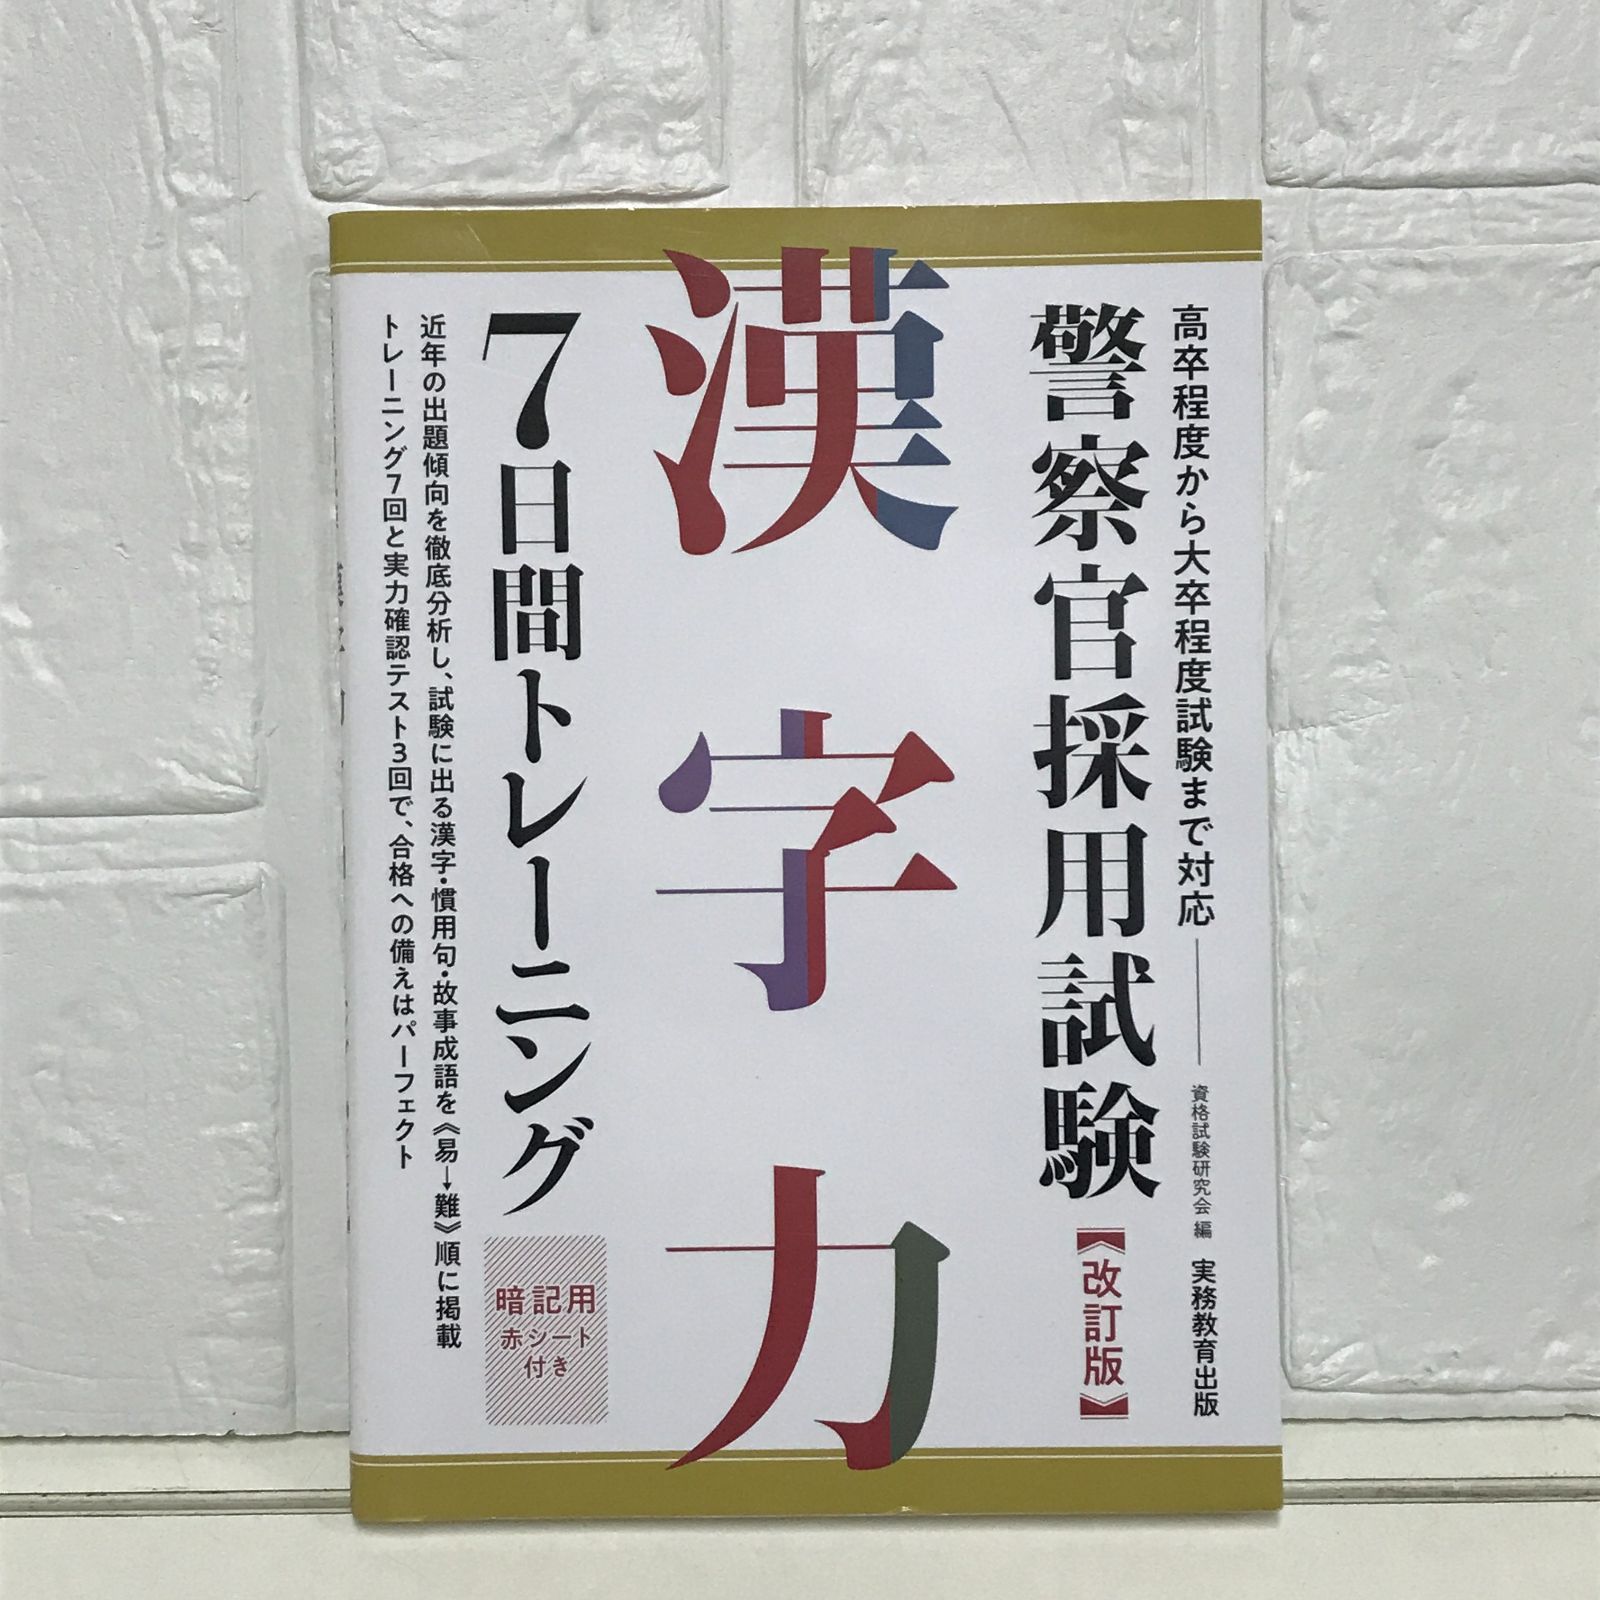 高卒程度から大卒程度試験まで対応――
資格試験研究会 編
実務教育出版
警察官採用試験
【改訂版】
漢字力
7日間トレーニング
暗記用
赤シート
付き
近年の出題傾向を徹底分析し、試験に出る漢字・慣用句・故事成語を《易→難》順に掲載
トレーニング7回と実力確認テスト3回で、合格への備えはパーフェクト